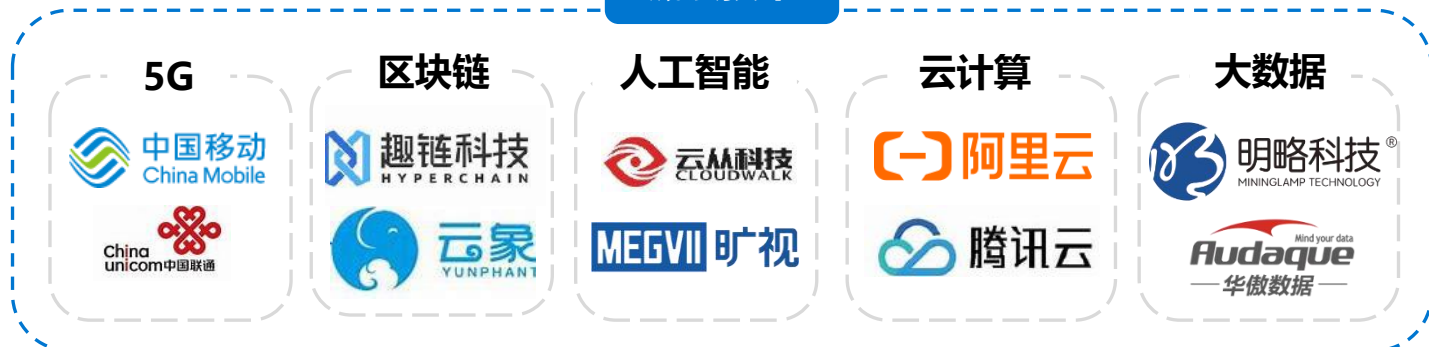 5G
区块链
人工智能
云计算
大数据
中国移动
China Mobile
趣链科技
HYPERCHAIN
云从科技
CLOUDWALK
阿里云
明略科技®
MININGLAMP TECHNOLOGY
China
unicom中国联通
云象
YUNPHANT
MEGVII 旷视
腾讯云
Mind your data
Audaque
华傲数据